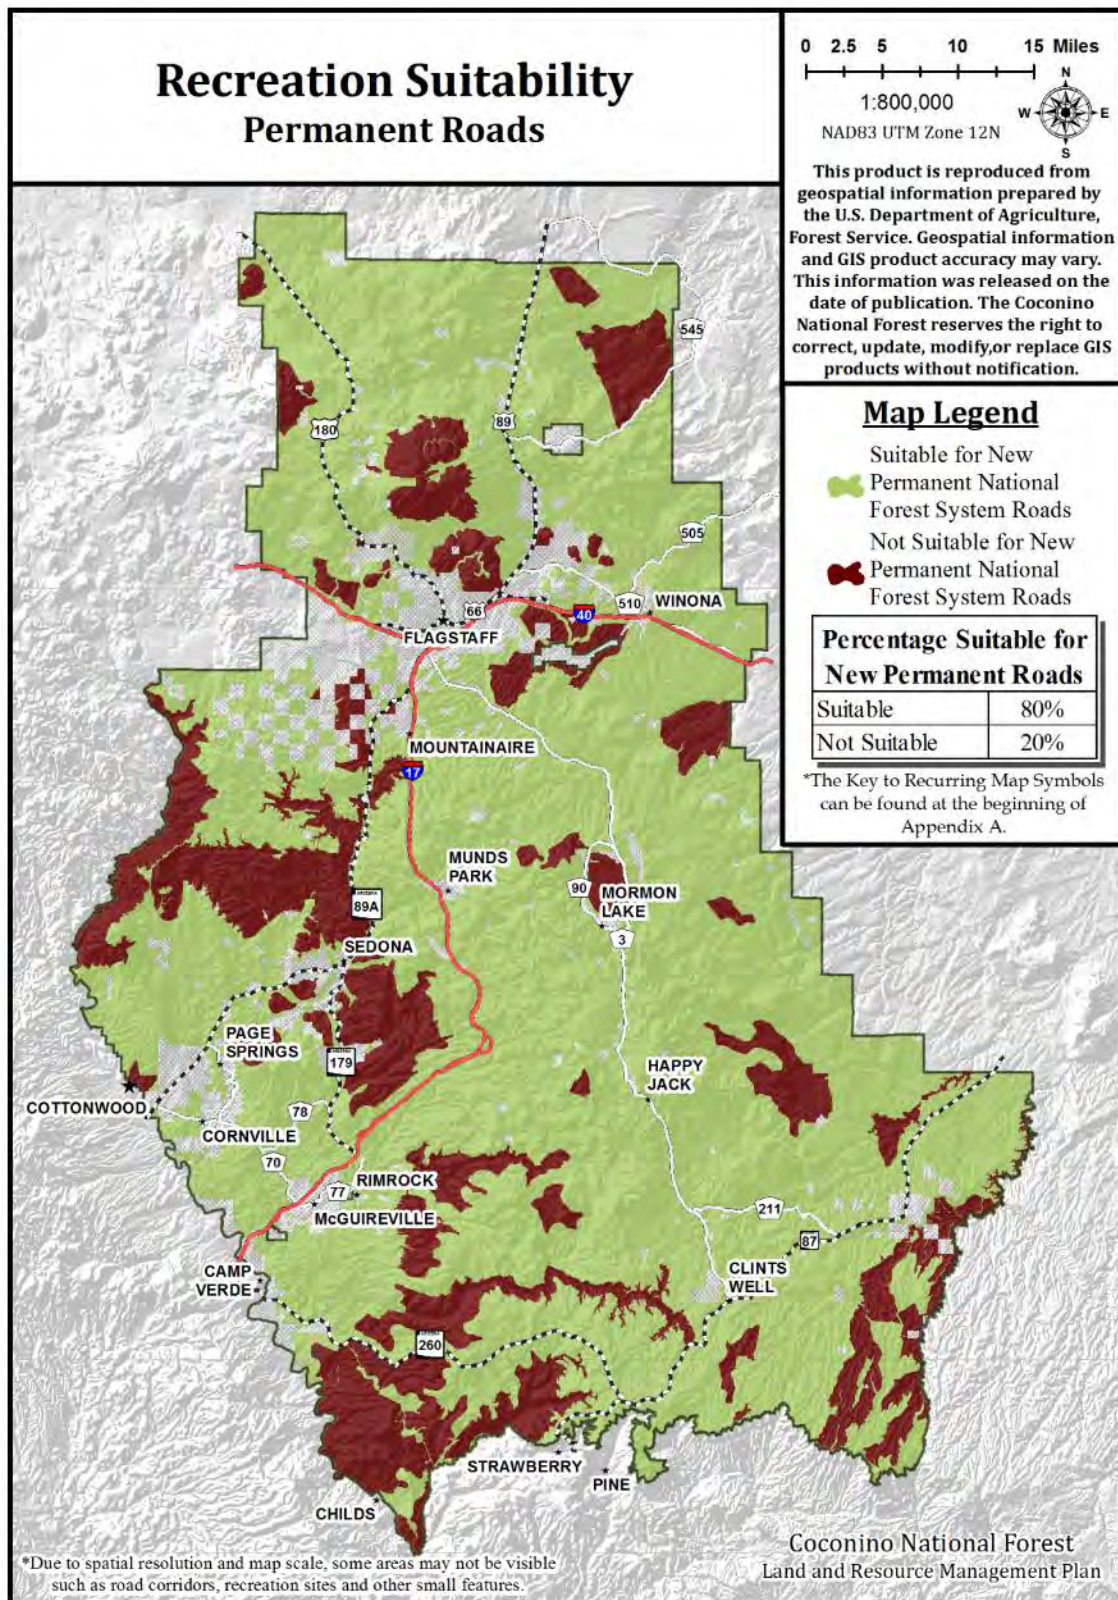 Recreation Suitability
Permanent Roads
0 2.5 5 10 15 Miles
1:800,000
NAD83 UTM Zone 12N
N
W E
S
This product is reproduced from
geospatial information prepared by
the U.S. Department of Agriculture,
Forest Service. Geospatial information
and GIS product accuracy may vary.
This information was released on the
date of publication. The Coconino
National Forest reserves the right to
correct, update, modify,or replace GIS
products without notification.
Map Legend
Suitable for New
Permanent National
Forest System Roads
Not Suitable for New
Permanent National
Forest System Roads
Percentage Suitable for
New Permanent Roads
Suitable 80%
Not Suitable 20%
*The Key to Recurring Map Symbols
can be found at the beginning of
Appendix A.
545
180
89
505
510
WINONA
66
40
FLAGSTAFF
MOUNTAINAIRE
17
MUNDS
PARK
90
MORMON
LAKE
89A
3
SEDONA
PAGE
SPRINGS
179
HAPPY
JACK
COTTONWOOD
78
CORNVILLE
70
RIMROCK
77
McGUIREVILLE
211
87
CAMP
VERDE
CLINTS
WELL
260
STRAWBERRY
PINE
CHILDS
*Due to spatial resolution and map scale, some areas may not be visible
such as road corridors, recreation sites and other small features.
Coconino National Forest
Land and Resource Management Plan